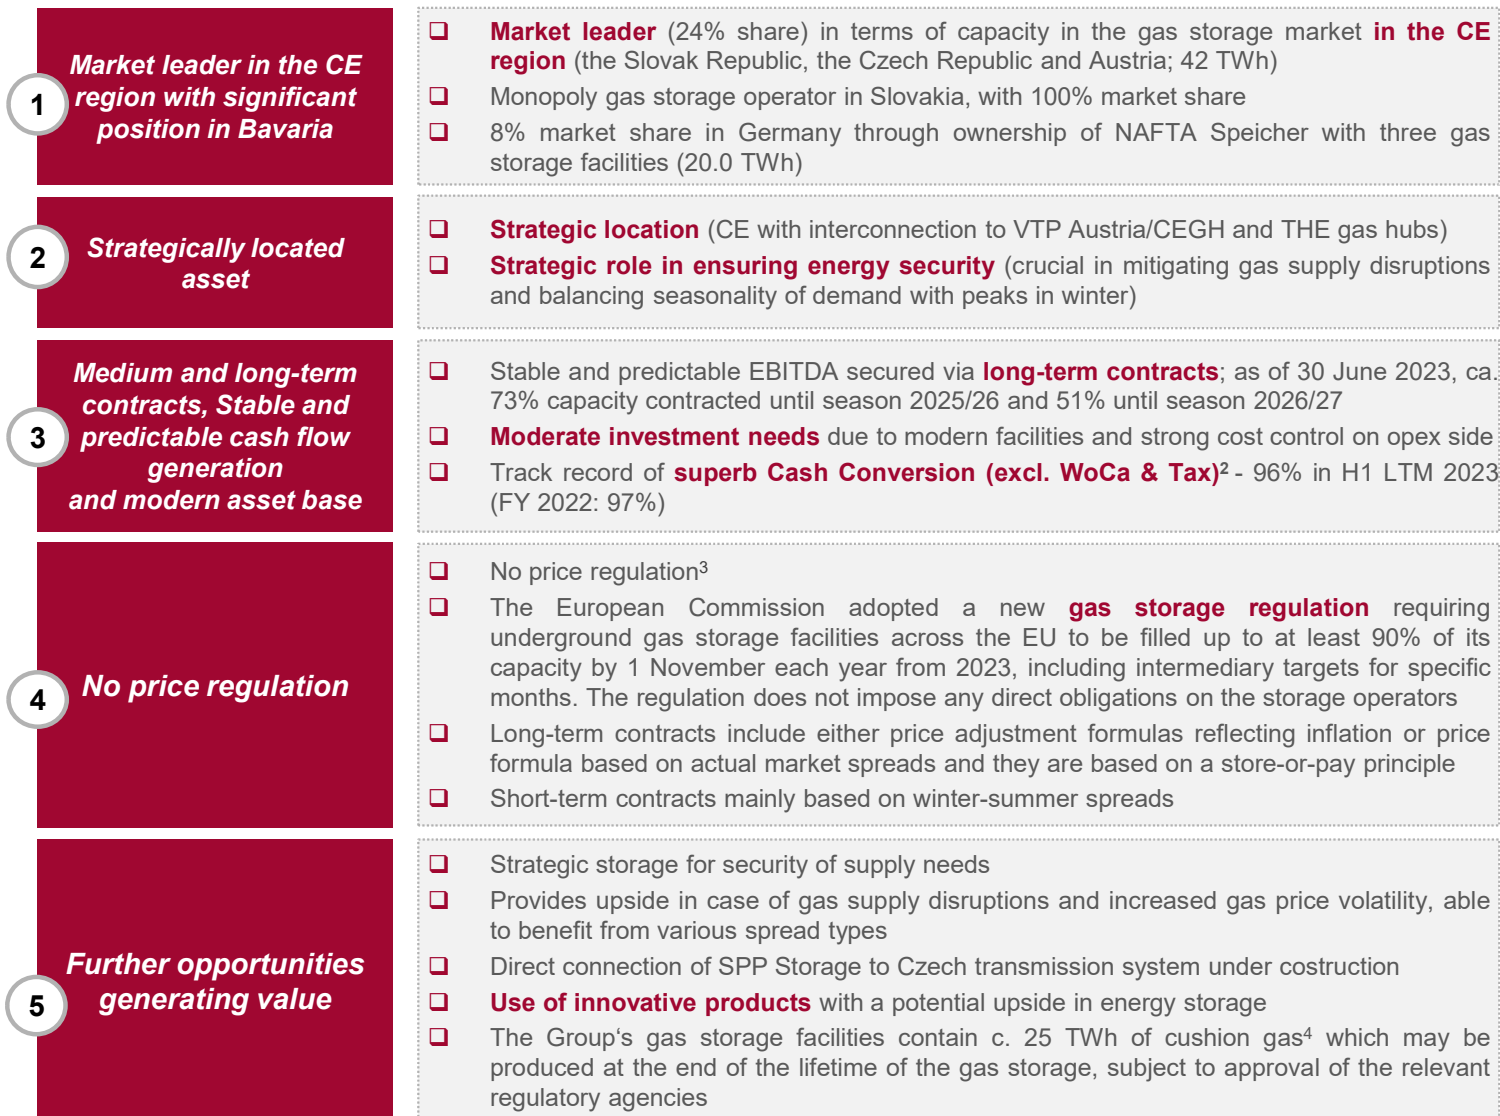 1
Market leader in the CE
region with significant
position in Bavaria
❑ Market leader (24% share) in terms of capacity in the gas storage market in the CE
region (the Slovak Republic, the Czech Republic and Austria; 42 TWh)
❑ Monopoly gas storage operator in Slovakia, with 100% market share
❑ 8% market share in Germany through ownership of NAFTA Speicher with three gas
storage facilities (20.0 TWh)
2
Strategically located
asset
❑ Strategic location (CE with interconnection to VTP Austria/CEGH and THE gas hubs)
❑ Strategic role in ensuring energy security (crucial in mitigating gas supply disruptions
and balancing seasonality of demand with peaks in winter)
3
Medium and long-term
contracts, Stable and
predictable cash flow
generation
and modern asset base
❑ Stable and predictable EBITDA secured via long-term contracts; as of 30 June 2023, ca.
73% capacity contracted until season 2025/26 and 51% until season 2026/27
❑ Moderate investment needs due to modern facilities and strong cost control on opex side
❑ Track record of superb Cash Conversion (excl. WoCa & Tax)² - 96% in H1 LTM 2023
(FY 2022: 97%)
4
No price regulation
❑ No price regulation³
❑ The European Commission adopted a new gas storage regulation requiring
underground gas storage facilities across the EU to be filled up to at least 90% of its
capacity by 1 November each year from 2023, including intermediary targets for specific
months. The regulation does not impose any direct obligations on the storage operators
❑ Long-term contracts include either price adjustment formulas reflecting inflation or price
formula based on actual market spreads and they are based on a store-or-pay principle
❑ Short-term contracts mainly based on winter-summer spreads
5
Further opportunities
generating value
❑ Strategic storage for security of supply needs
❑ Provides upside in case of gas supply disruptions and increased gas price volatility, able
to benefit from various spread types
❑ Direct connection of SPP Storage to Czech transmission system under costruction
❑ Use of innovative products with a potential upside in energy storage
❑ The Group‘s gas storage facilities contain c. 25 TWh of cushion gas⁴ which may be
produced at the end of the lifetime of the gas storage, subject to approval of the relevant
regulatory agencies